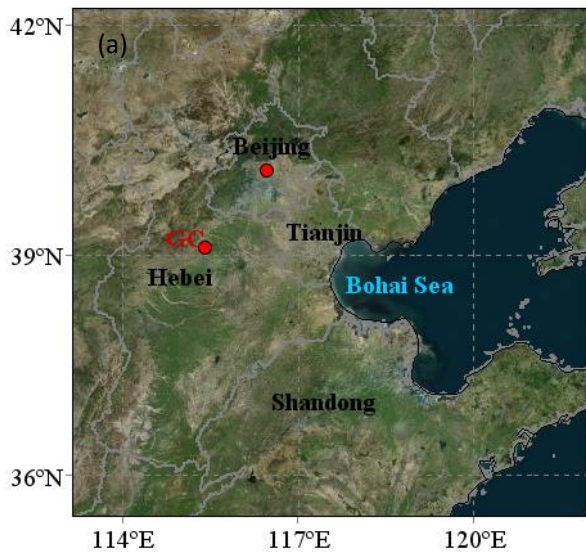 42°N
(a)
Beijing
GC
Tianjin
39°N
Hebei
Bohai Sea
Shandong
36°N
114°E
117°E
120°E